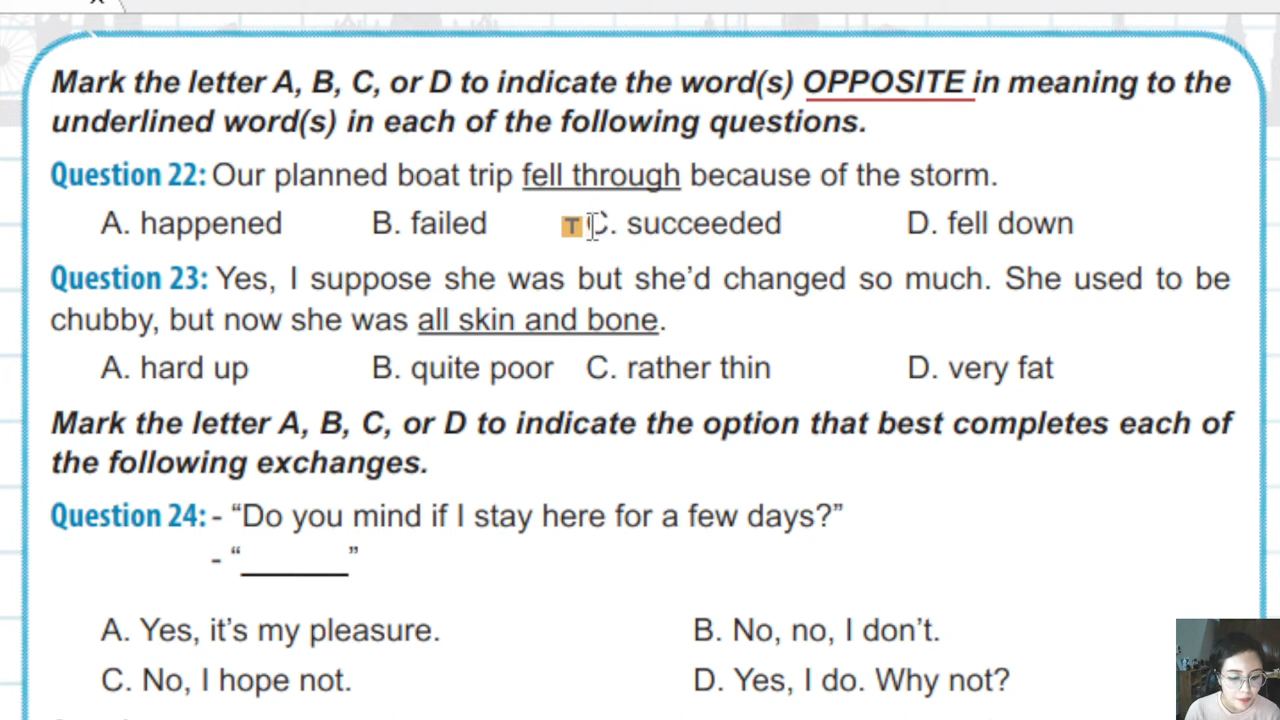 Mark the letter A, B, C, or D to indicate the word(s) OPPOSITE in meaning to the
underlined word(s) in each of the following questions.
Question 22: Our planned boat trip fell through because of the storm.
A. happened B. failed T C. succeeded D. fell down
Question 23: Yes, I suppose she was but she’d changed so much. She used to be
chubby, but now she was all skin and bone.
A. hard up B. quite poor C. rather thin D. very fat
Mark the letter A, B, C, or D to indicate the option that best completes each of
the following exchanges.
Question 24: - “Do you mind if I stay here for a few days?”
- “______”
A. Yes, it’s my pleasure. B. No, no, I don’t.
C. No, I hope not. D. Yes, I do. Why not?